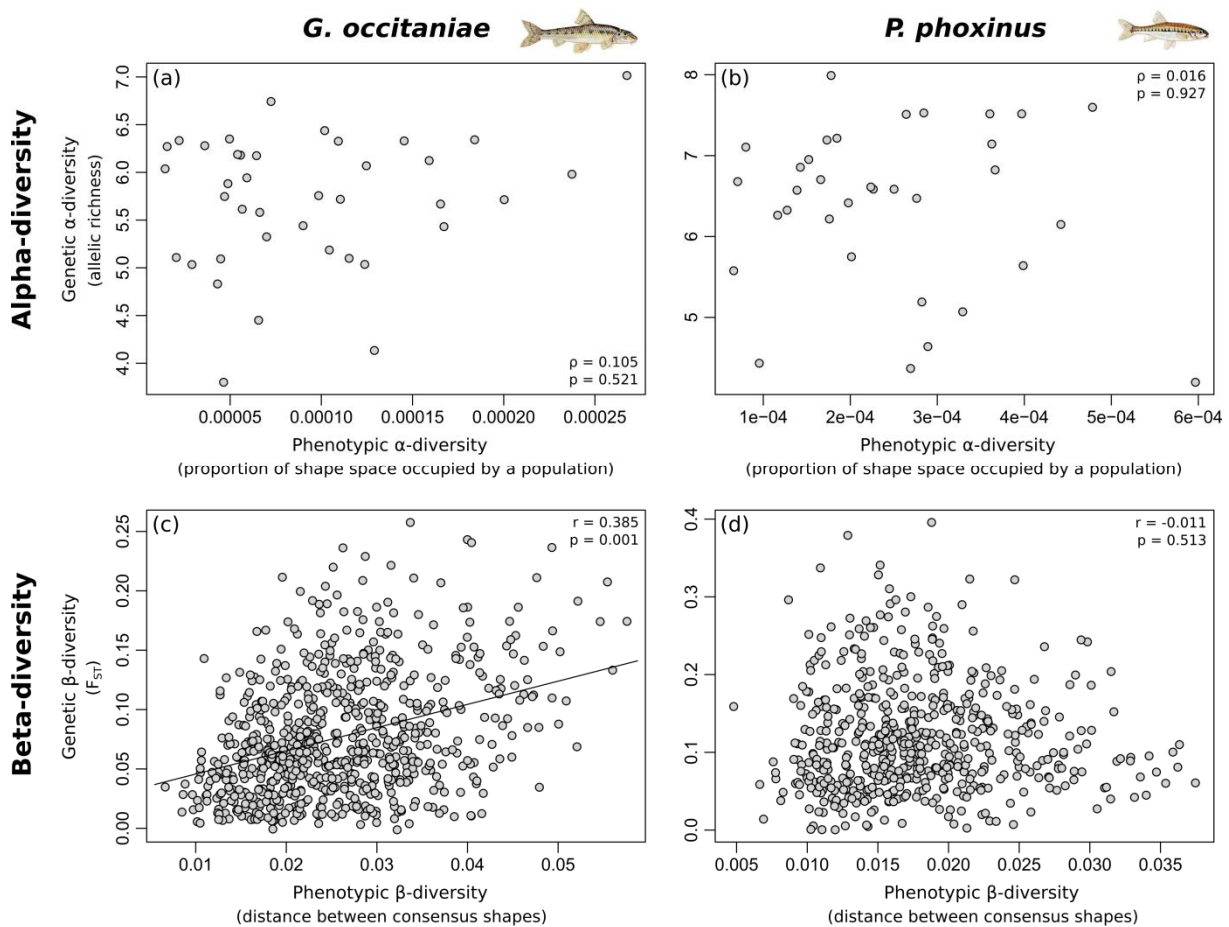 G. occitaniae
P. phoxinus
Alpha-diversity
(a)
Genetic α-diversity
(allelic richness)
7.0
6.5
6.0
5.5
5.0
4.5
4.0
ρ = 0.105
p = 0.521
0.00005
0.00010
0.00015
0.00020
0.00025
Phenotypic α-diversity
(proportion of shape space occupied by a population)
(b)
ρ = 0.016
p = 0.927
8
7
6
5
1e−04
2e−04
3e−04
4e−04
5e−04
6e−04
Phenotypic α-diversity
(proportion of shape space occupied by a population)
Beta-diversity
(c)
Genetic β-diversity
(FST)
r = 0.385
p = 0.001
0.25
0.20
0.15
0.10
0.05
0.00
0.01
0.02
0.03
0.04
0.05
Phenotypic β-diversity
(distance between consensus shapes)
(d)
r = -0.011
p = 0.513
0.4
0.3
0.2
0.1
0.0
0.005
0.010
0.015
0.020
0.025
0.030
0.035
Phenotypic β-diversity
(distance between consensus shapes)